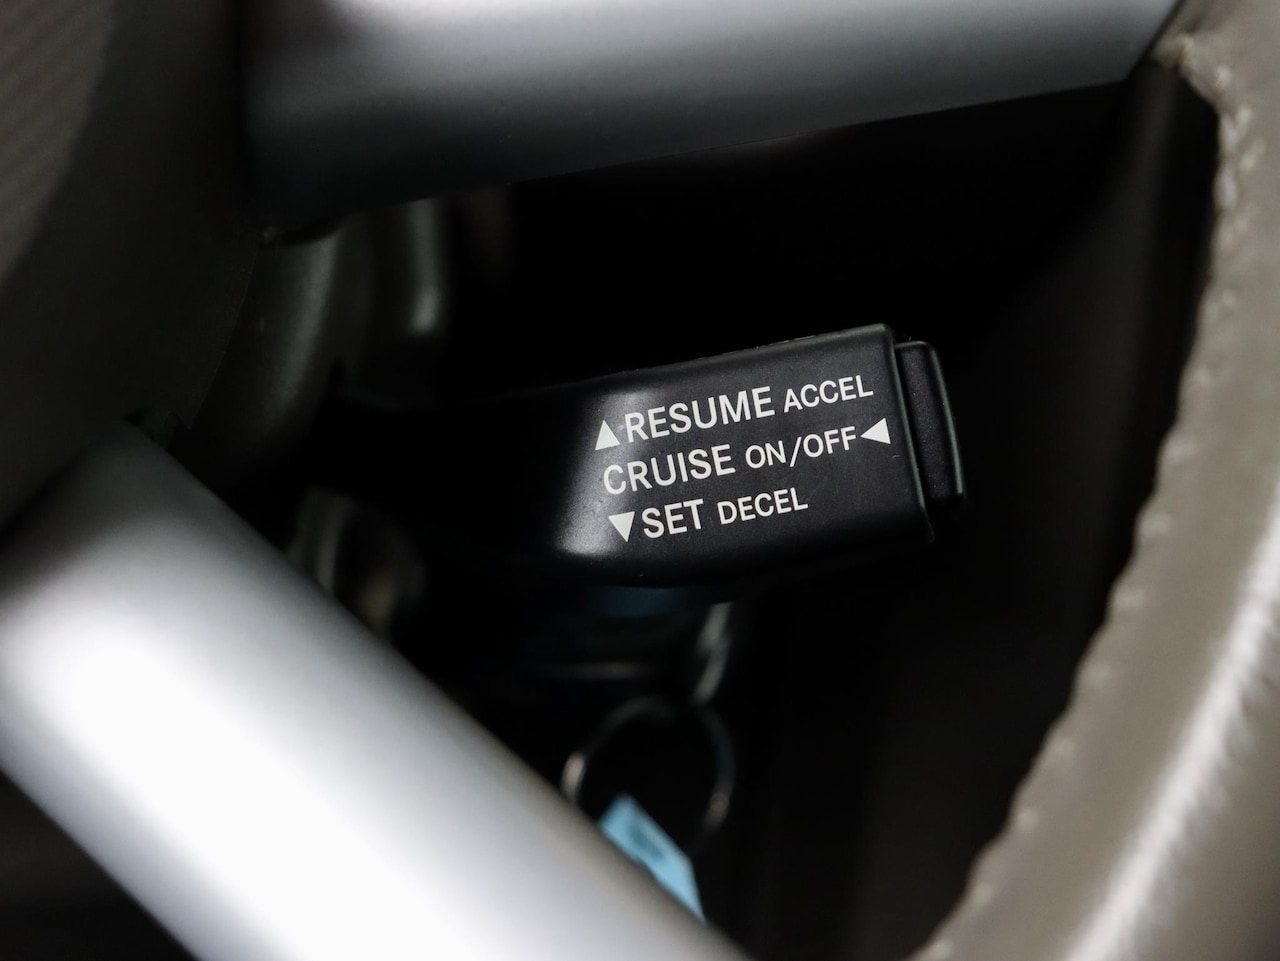 ▲RESUME ACCEL
CRUISE ON/OFF◀
▼SET DECEL